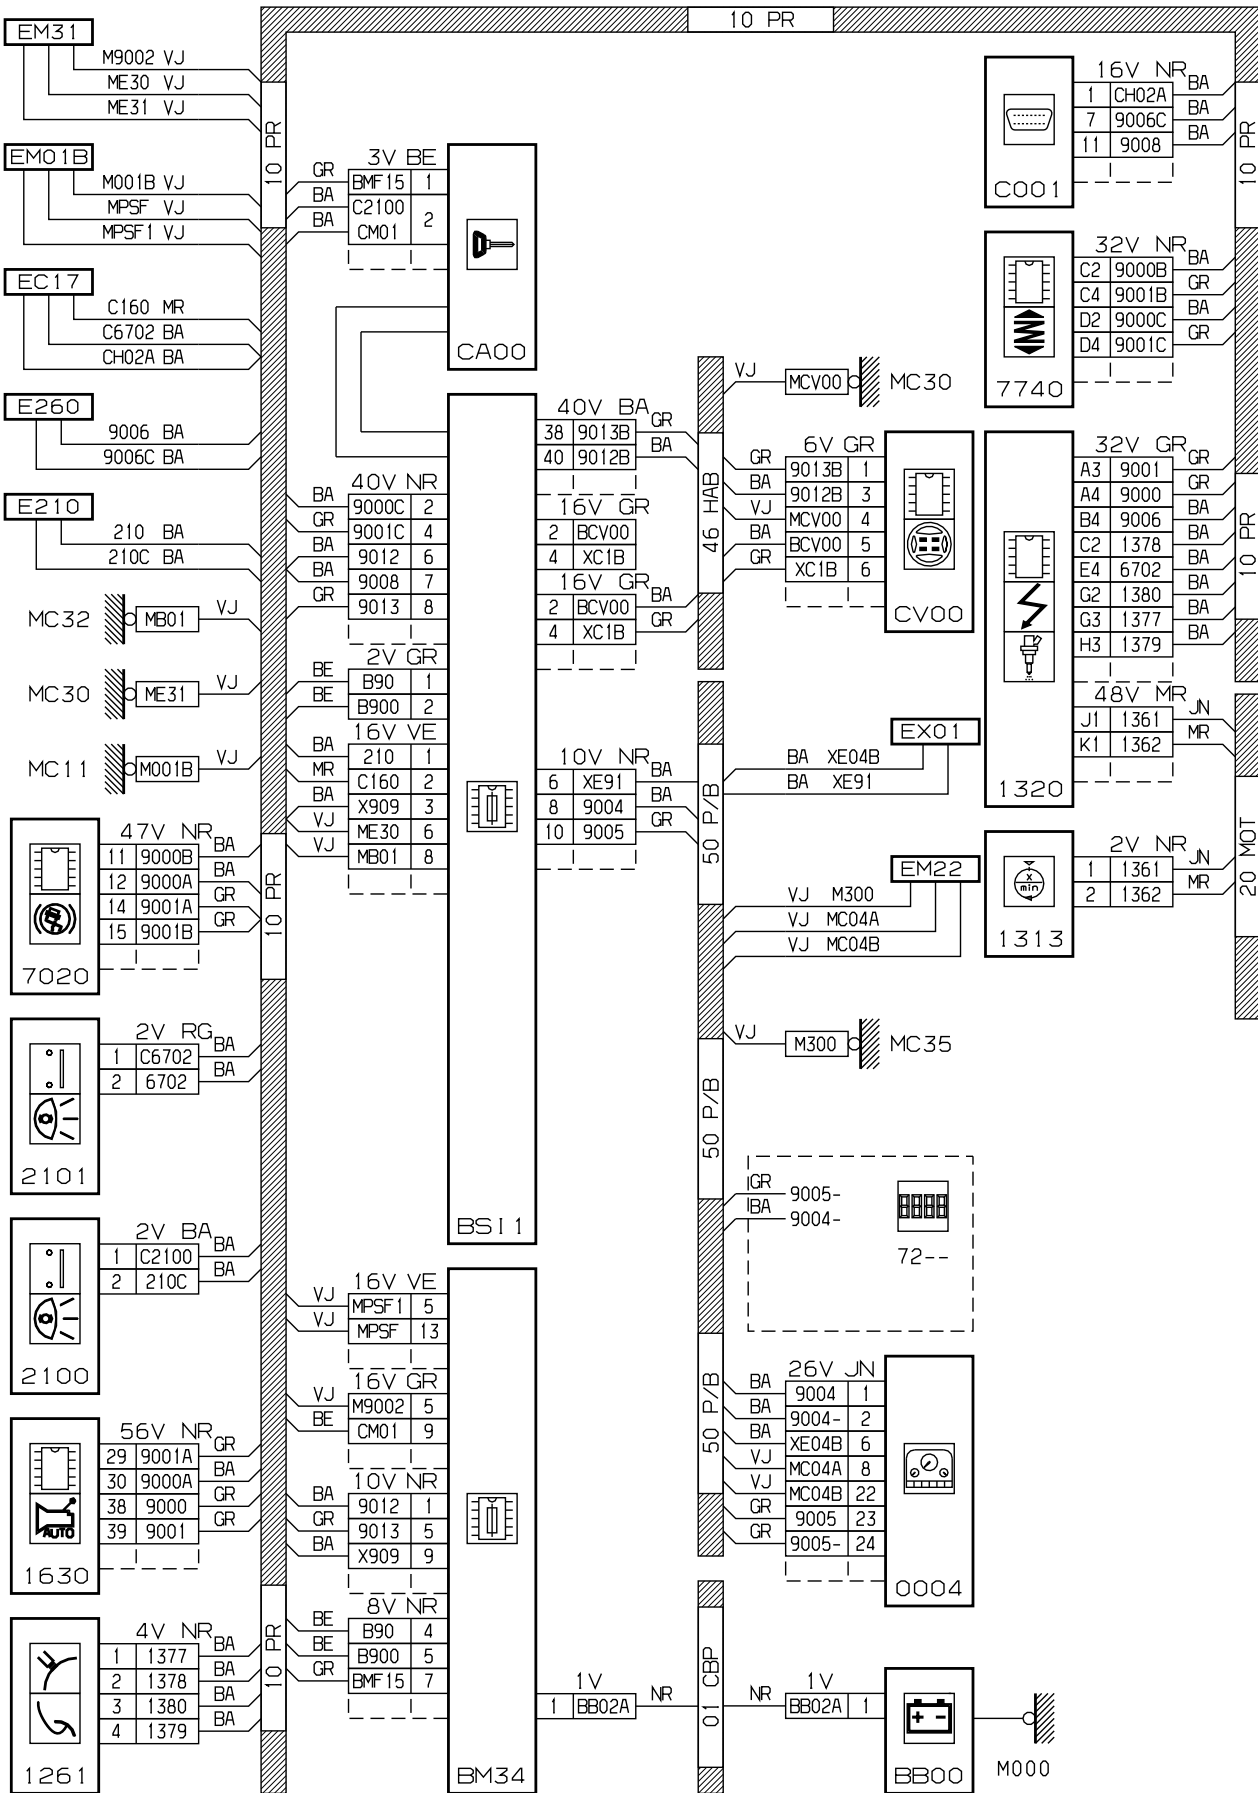 10 PR
EM31
M9002 VJ
ME30 VJ
ME31 VJ
10 PR
EM01B
M001B VJ
MPSF VJ
MPSF1 VJ
EC17
C160 MR
C6702 BA
CH02A BA
E260
9006 BA
9006C BA
E210
210 BA
210C BA
MC32 MB01 VJ
MC30 ME31 VJ
MC11 M001B VJ
47V NR
11 9000B BA
12 9000A BA
14 9001A GR
15 9001B GR
7020
10 PR
2V RG
1 C6702 BA
2 6702 BA
2101
2V BA
1 C2100 BA
2 210C BA
2100
56V NR
29 9001A GR
30 9000A BA
38 9000 GR
39 9001 GR
AUTO
1630
4V NR
1 1377 BA
2 1378 BA
3 1380 BA
4 1379 BA
1261
10 PR
3V BE
GR BMF15 1
BA C2100 2
BA CM01
CA00
40V NR
BA 9000C 2
GR 9001C 4
BA 9012 6
BA 9008 7
GR 9013 8
2V GR
BE B90 1
BE B900 2
16V VE
BA 210 1
MR C160 2
BA X909 3
VJ ME30 6
VJ MB01 8
40V BA
38 9013B GR
40 9012B BA
16V GR
2 BCV00
4 XC1B
16V GR
2 BCV00 BA
4 XC1B GR
10V NR
6 XE91 BA
8 9004 BA
10 9005 GR
BSI1
16V VE
VJ MPSF1 5
VJ MPSF 13
16V GR
VJ M9002 5
BE CM01 9
10V NR
BA 9012 1
GR 9013 5
BA X909 9
8V NR
BE B90 4
BE B900 5
GR BMF15 7
1V
1 BB02A NR
BM34
46 HAB
50 P/B
50 P/B
50 P/B
01 CBP
VJ MCV00 MC30
6V GR
GR 9013B 1
BA 9012B 3
VJ MCV00 4
BA BCV00 5
GR XC1B 6
CV00
EX01
BA XE04B
BA XE91
EM22
VJ M300
VJ MC04A
VJ MC04B
VJ M300 MC35
GR 9005-
BA 9004-
72--
26V JN
BA 9004 1
BA 9004- 2
BA XE04B 6
VJ MC04A 8
VJ MC04B 22
GR 9005 23
GR 9005- 24
0004
1V
NR BB02A 1
+ -
BB00
M000
16V NR
1 CH02A BA
7 9006C BA
11 9008 BA
C001
10 PR
32V NR
C2 9000B BA
C4 9001B GR
D2 9000C BA
D4 9001C GR
7740
32V GR
A3 9001 GR
A4 9000 GR
B4 9006 BA
C2 1378 BA
E4 6702 BA
G2 1380 BA
G3 1377 BA
H3 1379 BA
48V MR
J1 1361 JN
K1 1362 MR
1320
10 PR
2V NR
1 1361 JN
2 1362 MR
x
min
1313
20 MOT